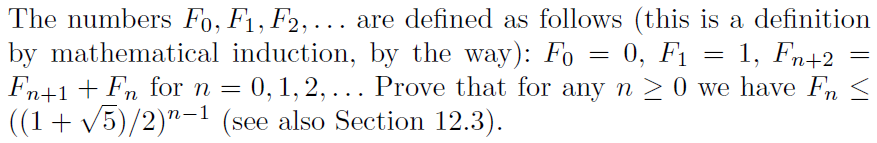 The numbers F₀, F₁, F₂, . . . are defined as follows (this is a definition
by mathematical induction, by the way): F₀ = 0, F₁ = 1, Fₙ₊₂ =
Fₙ₊₁ + Fₙ for n = 0, 1, 2, . . . Prove that for any n ≥ 0 we have Fₙ ≤
((1 + √5)/2)ⁿ⁻¹ (see also Section 12.3).